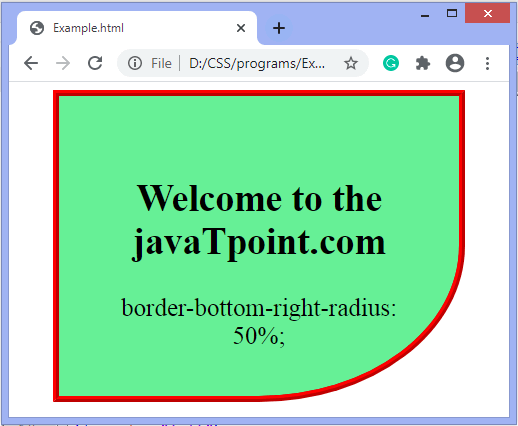 Example.html
File
D:/CSS/programs/Ex...
Welcome to the
javaTpoint.com
border-bottom-right-radius:
50%;